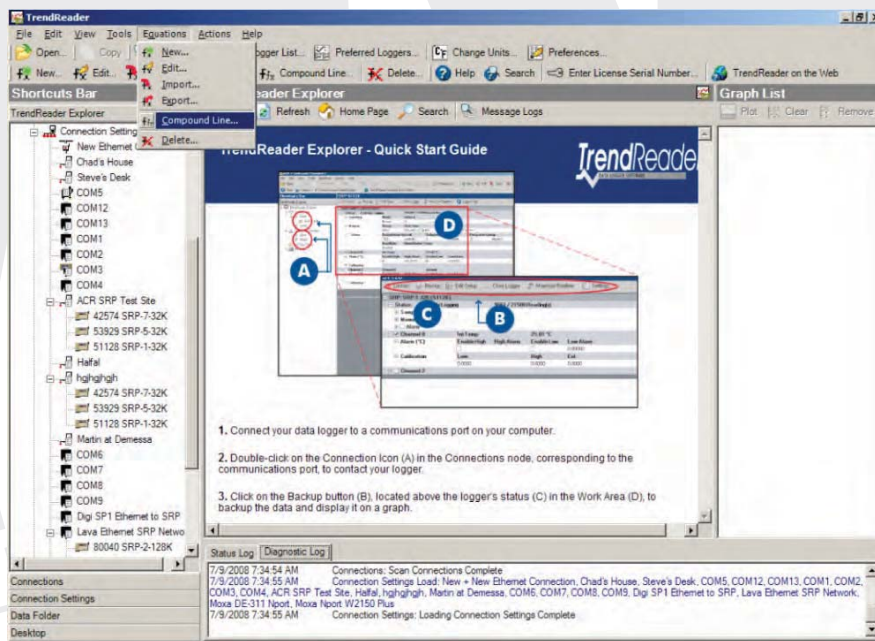 TrendReader
File Edit View Tools Equations Actions Help
Open... Copy ogger List... Preferred Loggers... Change Units... Preferences...
New... Edit... Compound Line... Delete... Help Search Enter License Serial Number... TrendReader on the Web
New...
Edit...
Import...
Export...
Compound Line...
Delete...
Shortcuts Bar
eader Explorer
Graph List
TrendReader Explorer
Refresh Home Page Search Message Logs
Plot Clear Remove
Connection Setting
New Ethernet C
Chad's House
Steve's Desk
COM5
COM12
COM13
COM1
COM2
COM3
COM4
ACR SRP Test Site
42574 SRP-7-32K
53929 SRP-5-32K
51128 SRP-1-32K
Halfal
hghghjgh
42574 SRP-7-32K
53929 SRP-5-32K
51128 SRP-1-32K
Martin at Demessa
COM6
COM7
COM8
COM9
Digi SP1 Ethernet to SRP
Lava Ethernet SRP Netwo
80040 SRP-2-128K
Connections
Connection Settings
Data Folder
Desktop
TrendReader Explorer - Quick Start Guide
TrendReade
A
D
C
B
1. Connect your data logger to a communications port on your computer.
2. Double-click on the Connection Icon (A) in the Connections node, corresponding to the
communications port, to contact your logger.
3. Click on the Backup button (B), located above the logger's status (C) in the Work Area (D), to
backup the data and display it on a graph.
Status Log Diagnostic Log
7/9/2008 7:34:54 AM Connections: Scan Connections Complete
7/9/2008 7:34:55 AM Connection Settings Load: New + New Ethernet Connection, Chad's House, Steve's Desk, COM5, COM12, COM13, COM1, COM2,
COM3, COM4, ACR SRP Test Site, Halfal, hghghjgh, Martin at Demessa, COM6, COM7, COM8, COM9, Digi SP1 Ethernet to SRP, Lava Ethernet SRP Network,
Moxa DE-311 Nport, Moxa Nport W2150 Plus
7/9/2008 7:34:55 AM Connection Settings: Loading Connection Settings Complete